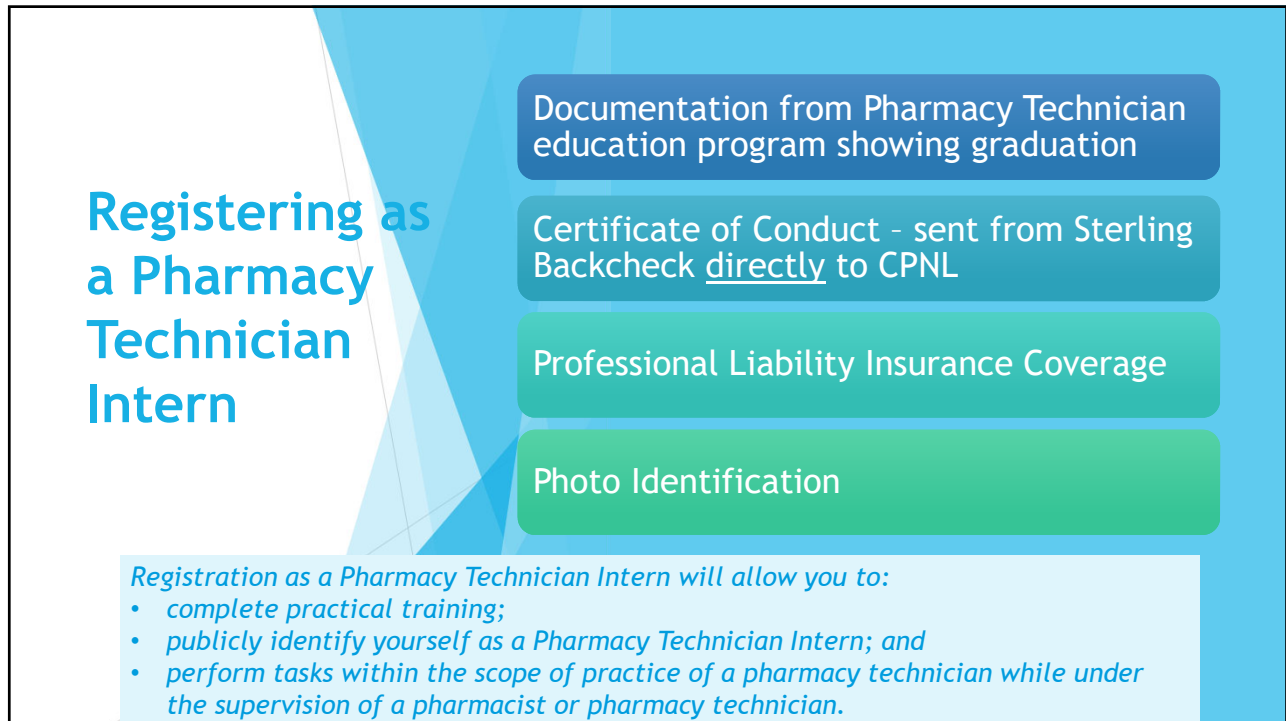 Registering as
a Pharmacy
Technician
Intern
Documentation from Pharmacy Technician
education program showing graduation
Certificate of Conduct – sent from Sterling
Backcheck directly to CPNL
Professional Liability Insurance Coverage
Photo Identification
Registration as a Pharmacy Technician Intern will allow you to:
• complete practical training;
• publicly identify yourself as a Pharmacy Technician Intern; and
• perform tasks within the scope of practice of a pharmacy technician while under
the supervision of a pharmacist or pharmacy technician.